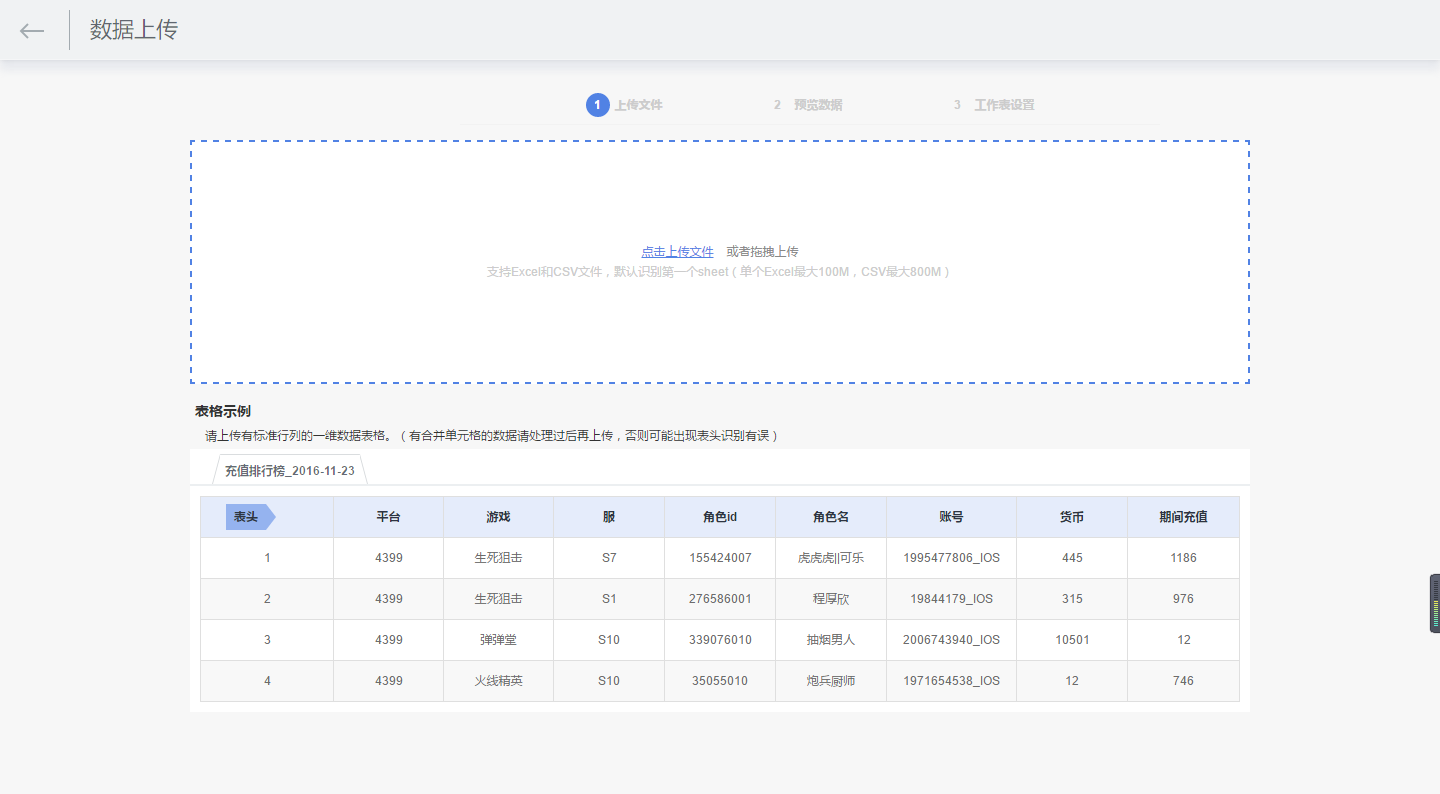 数据上传
1 上传文件 2 预览数据 3 工作表设置
点击上传文件 或者拖拽上传
支持Excel和CSV文件，默认识别第一个sheet（单个Excel最大100M，CSV最大800M）
表格示例
请上传有标准行列的一维数据表格。（有合并单元格的数据请处理过后再上传，否则可能出现表头识别有误）
充值排行榜_2016-11-23
表头 平台 游戏 服 角色id 角色名 账号 货币 期间充值
1 4399 生死狙击 S7 155424007 虎虎虎||可乐 1995477806_IOS 445 1186
2 4399 生死狙击 S1 276586001 程厚欣 19844179_IOS 315 976
3 4399 弹弹堂 S10 339076010 抽烟男人 2006743940_IOS 10501 12
4 4399 火线精英 S10 35055010 炮兵厨师 1971654538_IOS 12 746